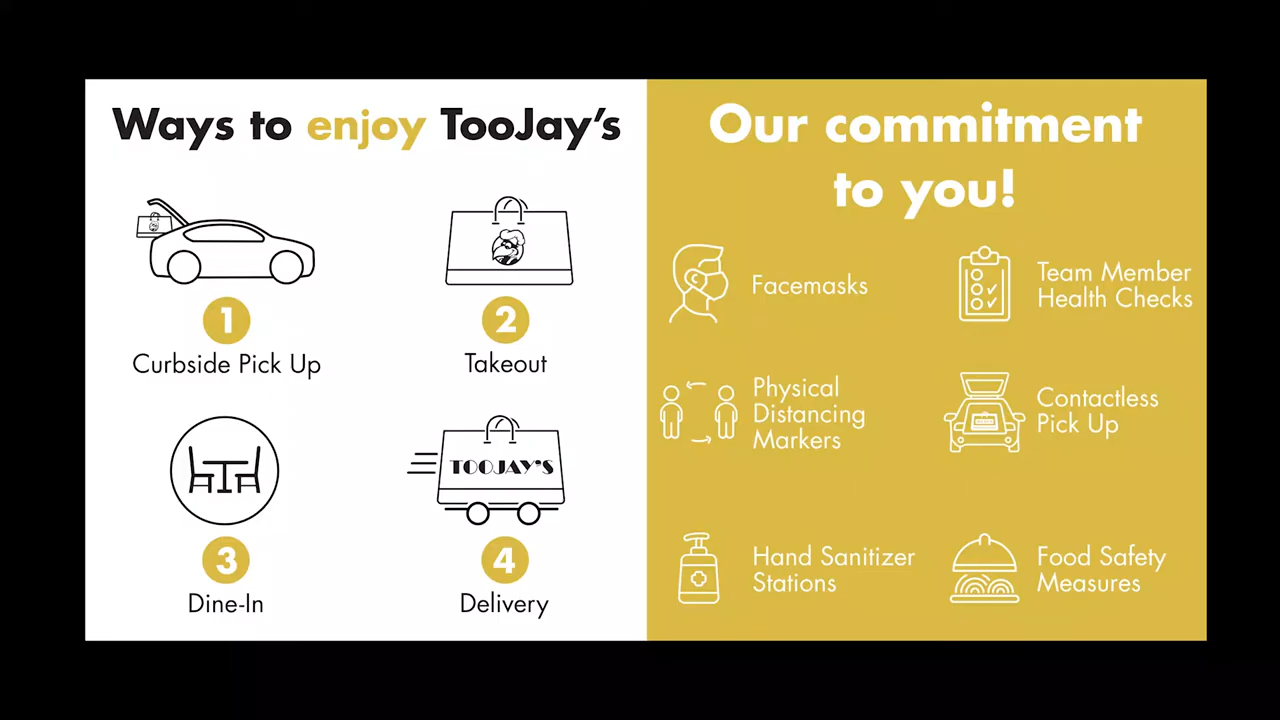 Ways to enjoy TooJay's
1
Curbside Pick Up
2
Takeout
3
Dine-In
TOOJAY'S
4
Delivery
Our commitment
to you!
Facemasks
Team Member
Health Checks
Physical
Distancing
Markers
Contactless
Pick Up
Hand Sanitizer
Stations
Food Safety
Measures